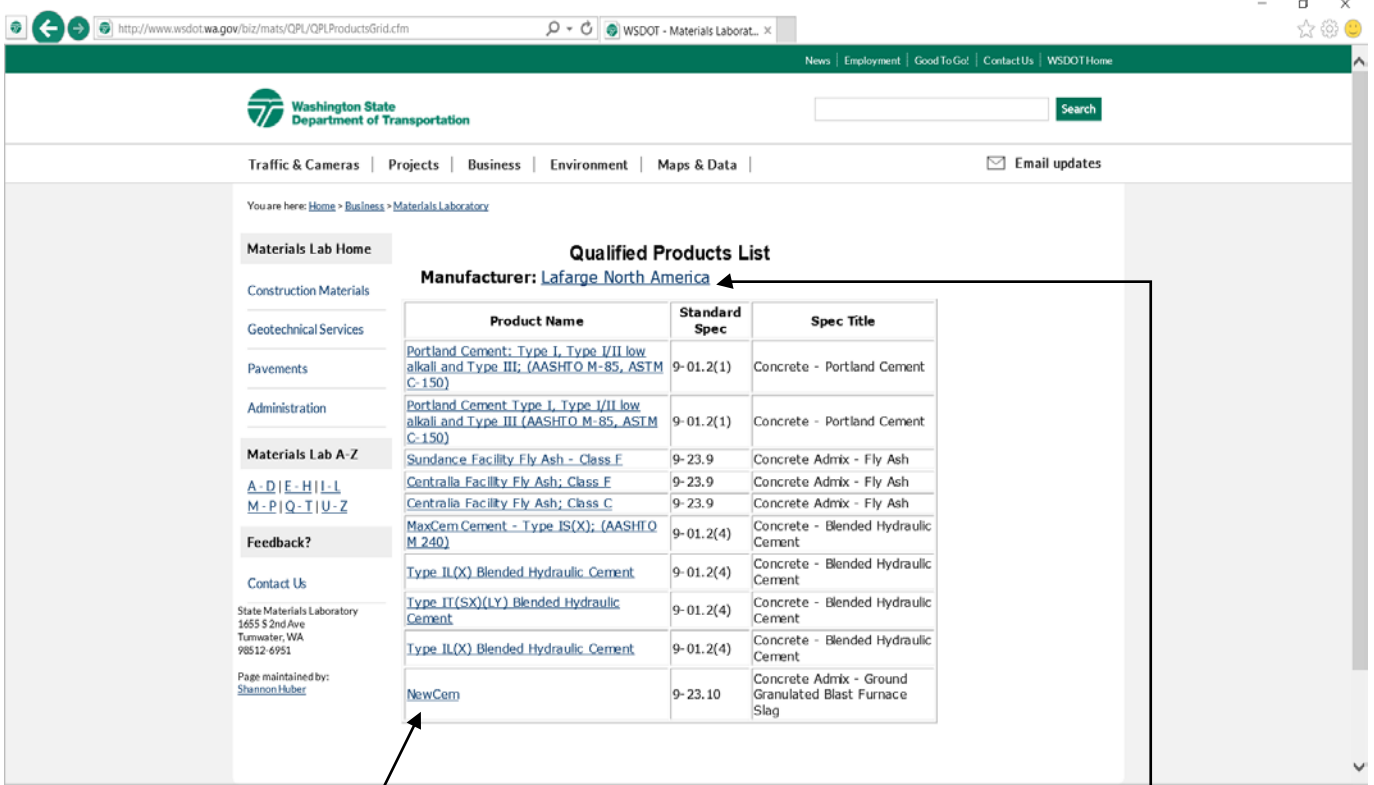 http://www.wsdot.wa.gov/biz/mats/QPL/QPLProductsGrid.cfm
WSDOT - Materials Laborat...
News | Employment | Good To Go! | Contact Us | WSDOT Home
Washington State
Department of Transportation
Search
Traffic & Cameras | Projects | Business | Environment | Maps & Data |
Email updates
You are here: Home > Business > Materials Laboratory
Materials Lab Home
Construction Materials
Geotechnical Services
Pavements
Administration
Materials Lab A-Z
A - D | E - H | I - L
M - P | Q - T | U - Z
Feedback?
Contact Us
State Materials Laboratory
1655 S 2nd Ave
Tumwater, WA
98512-6951
Page maintained by:
Shannon Huber
Qualified Products List
Manufacturer: Lafarge North America
Product Name
Standard
Spec
Spec Title
Portland Cement: Type I, Type I/II low
alkali and Type III; (AASHTO M-85, ASTM
C-150)
9-01.2(1)
Concrete - Portland Cement
Portland Cement Type I, Type I/II low
alkali and Type III (AASHTO M-85, ASTM
C-150)
9-01.2(1)
Concrete - Portland Cement
Sundance Facility Fly Ash - Class F
9-23.9
Concrete Admix - Fly Ash
Centralia Facility Fly Ash; Class F
9-23.9
Concrete Admix - Fly Ash
Centralia Facility Fly Ash; Class C
9-23.9
Concrete Admix - Fly Ash
MaxCem Cement - Type IS(X); (AASHTO
M 240)
9-01.2(4)
Concrete - Blended Hydraulic
Cement
Type IL(X) Blended Hydraulic Cement
9-01.2(4)
Concrete - Blended Hydraulic
Cement
Type IT(SX)(LY) Blended Hydraulic
Cement
9-01.2(4)
Concrete - Blended Hydraulic
Cement
Type IL(X) Blended Hydraulic Cement
9-01.2(4)
Concrete - Blended Hydraulic
Cement
NewCem
9-23.10
Concrete Admix - Ground
Granulated Blast Furnace
Slag